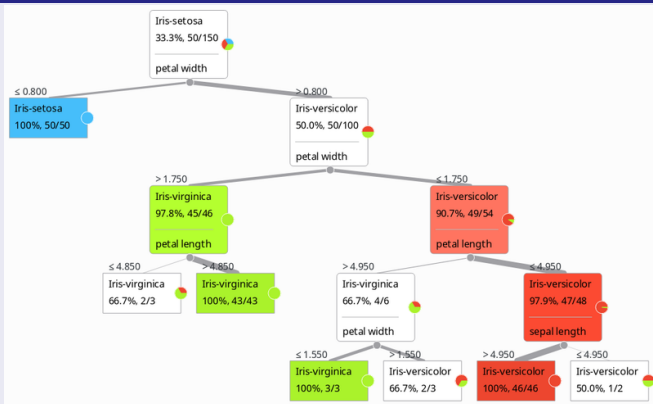 Iris-setosa
33.3%, 50/150
petal width
≤ 0.800
> 0.800
Iris-setosa
100%, 50/50
Iris-versicolor
50.0%, 50/100
petal width
> 1.750
≤ 1.750
Iris-virginica
97.8%, 45/46
petal length
Iris-versicolor
90.7%, 49/54
petal length
≤ 4.850
> 4.850
> 4.950
≤ 4.950
Iris-virginica
66.7%, 2/3
Iris-virginica
100%, 43/43
Iris-virginica
66.7%, 4/6
petal width
Iris-versicolor
97.9%, 47/48
sepal length
≤ 1.550
> 1.550
> 4.950
≤ 4.950
Iris-virginica
100%, 3/3
Iris-versicolor
66.7%, 2/3
Iris-versicolor
100%, 46/46
Iris-versicolor
50.0%, 1/2